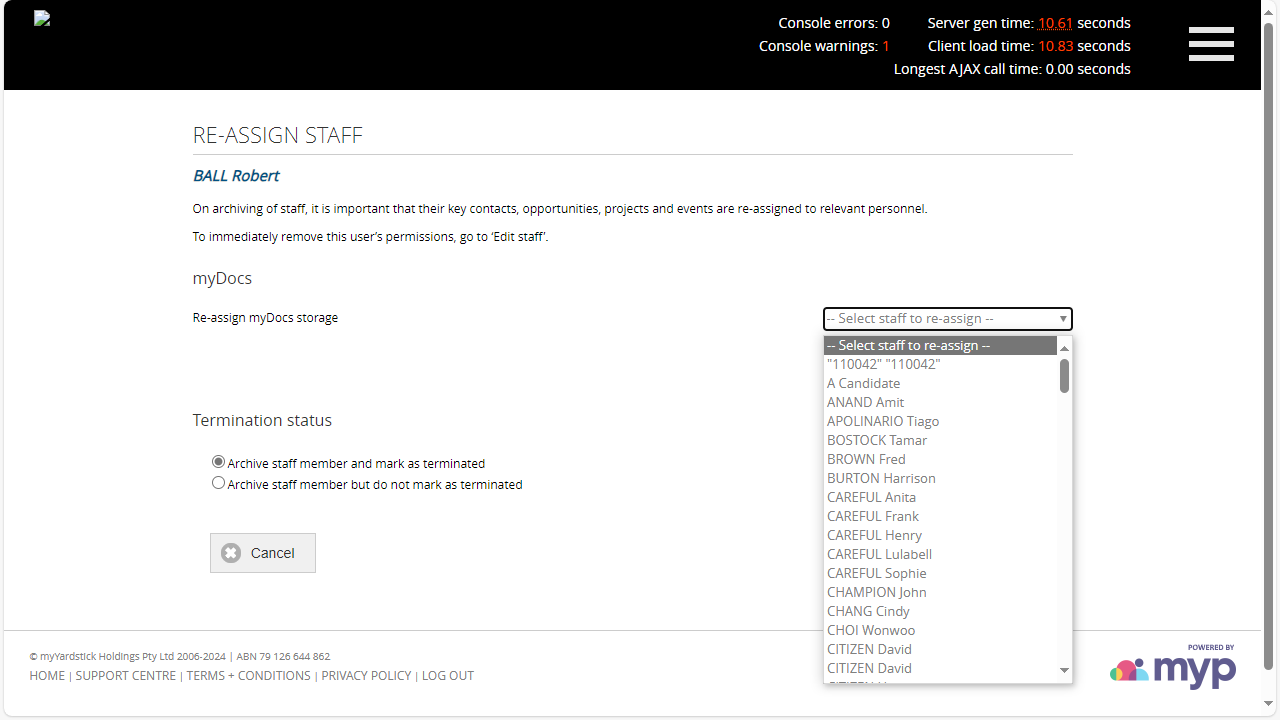 Console errors: 0
Console warnings: 1
Server gen time: 10.61 seconds
Client load time: 10.83 seconds
Longest AJAX call time: 0.00 seconds
RE-ASSIGN STAFF
BALL Robert
On archiving of staff, it is important that their key contacts, opportunities, projects and events are re-assigned to relevant personnel.
To immediately remove this user's permissions, go to ‘Edit staff’.
myDocs
Re-assign myDocs storage
-- Select staff to re-assign --
-- Select staff to re-assign --
"110042" "110042"
A Candidate
ANAND Amit
APOLINARIO Tiago
BOSTOCK Tamar
BROWN Fred
BURTON Harrison
CAREFUL Anita
CAREFUL Frank
CAREFUL Henry
CAREFUL Lulabell
CAREFUL Sophie
CHAMPION John
CHANG Cindy
CHOI Wonwoo
CITIZEN David
CITIZEN David
Termination status
Archive staff member and mark as terminated
Archive staff member but do not mark as terminated
Cancel
© myYardstick Holdings Pty Ltd 2006-2024 | ABN 79 126 644 862
HOME | SUPPORT CENTRE | TERMS + CONDITIONS | PRIVACY POLICY | LOG OUT
POWERED BY
myp